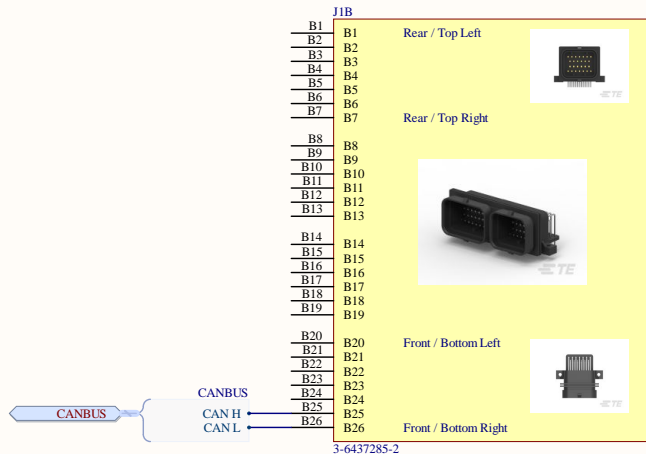 J1B
B1 B1 Rear / Top Left
B2 B2
B3 B3
B4 B4
B5 B5
B6 B6
B7 B7 Rear / Top Right
TE
B8 B8
B9 B9
B10 B10
B11 B11
B12 B12
B13 B13
B14 B14
B15 B15
B16 B16
B17 B17
B18 B18
B19 B19
TE
B20 B20 Front / Bottom Left
B21 B21
B22 B22
B23 B23
B24 B24
CANBUS
CANBUS CAN H B25 B25
CAN L B26 B26 Front / Bottom Right
TE
3-6437285-2